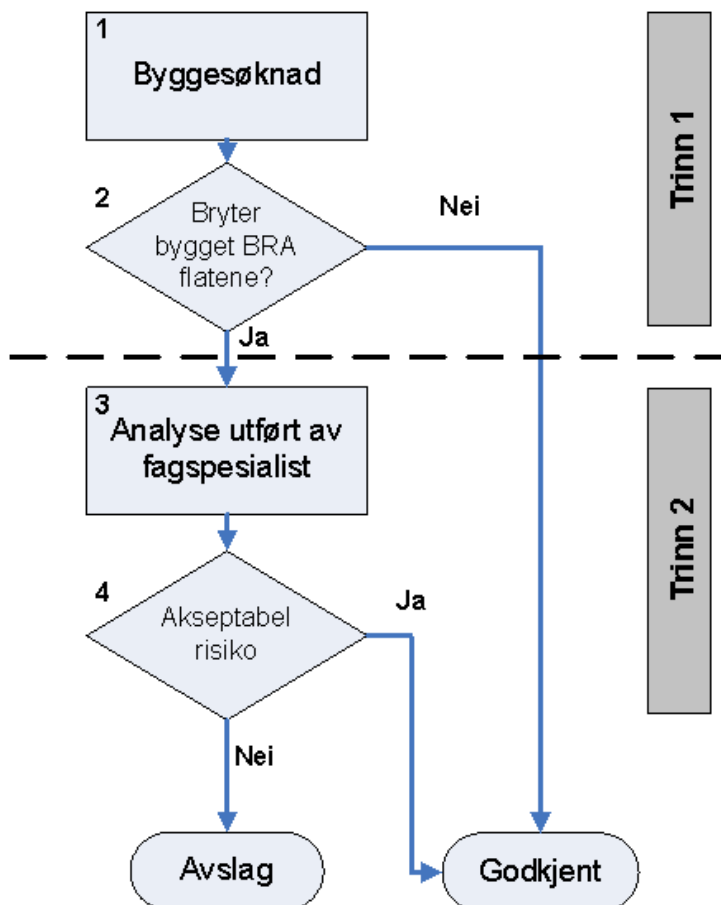 1
Byggesøknad
Trinn 1
2
Bryter
bygget BRA
flatene?
Nei
Ja
3
Analyse utført av
fagspesialist
Trinn 2
4
Akseptabel
risiko
Ja
Nei
Avslag
Godkjent